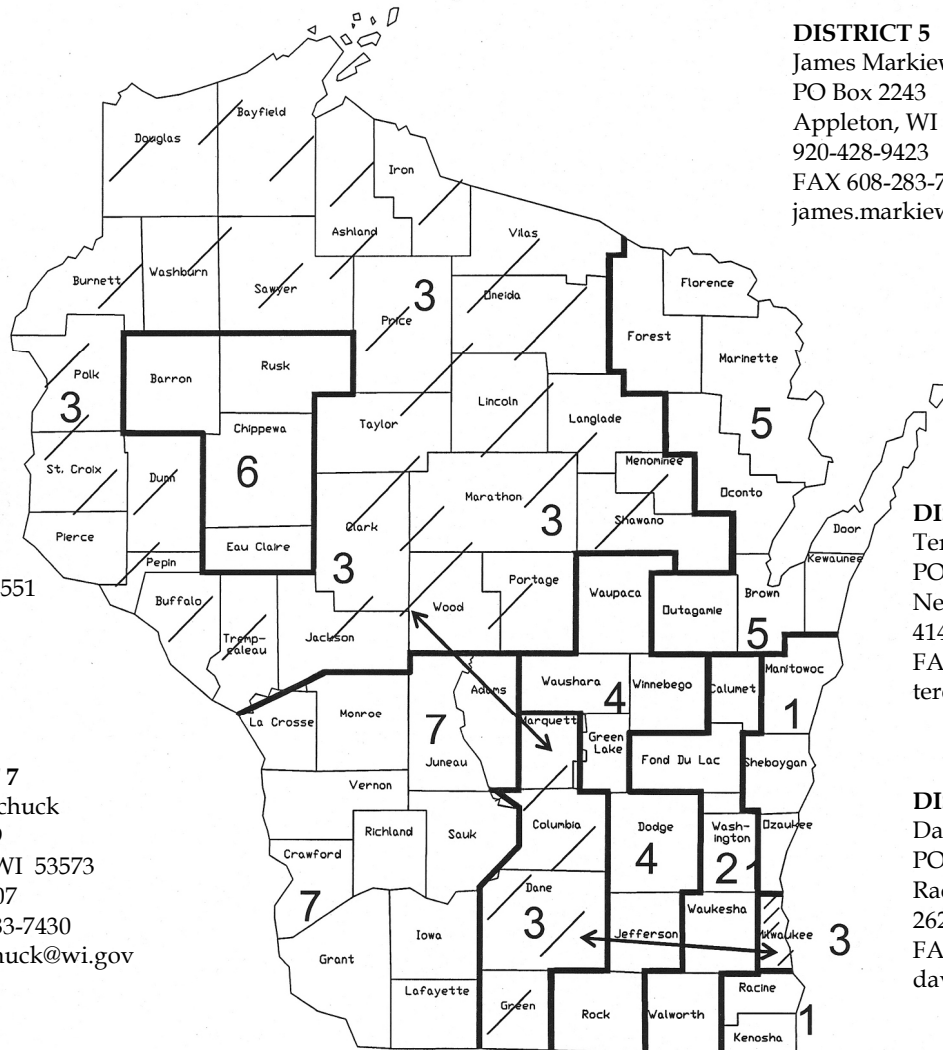 DISTRICT 5
James Markiew
PO Box 2243
Appleton, WI
920-428-9423
FAX 608-283-7
james.markiew
Bayfield
Douglas
Iron
Ashland
Vilas
Burnett
Washburn
Sawyer
Price
3
Oneida
Florence
Forest
Marinette
Polk
Barron
Rusk
3
Taylor
Lincoln
Langlade
5
Chippewa
6
St. Croix
Dunn
Marathon
Menominee
Oconto
Clark
3
Shawano
Door
Pierce
Eau Claire
3
Kewaunee
Pepin
551
Buffalo
Wood
Portage
Waupaca
Outagamie
Brown
5
Tremp-
ealeau
Jackson
DI
Ter
PO
Ne
414
FA
ter
Manitowoc
La Crosse
Monroe
Adams
Waushara
4
Winnebego
Calumet
1
7
Juneau
Marquett
Green
Lake
Fond Du Lac
Sheboygan
7
chuck
WI 53573
07
33-7430
huck@wi.gov
Vernon
Richland
Sauk
Columbia
Dodge
4
Wash-
ington
2
Ozaukee
DI
Da
PO
Rac
262
FA
dav
Crawford
7
Dane
3
Jefferson
Waukesha
Milwaukee
3
Grant
Iowa
Lafayette
Green
Rock
Walworth
Racine
1
Kenosha